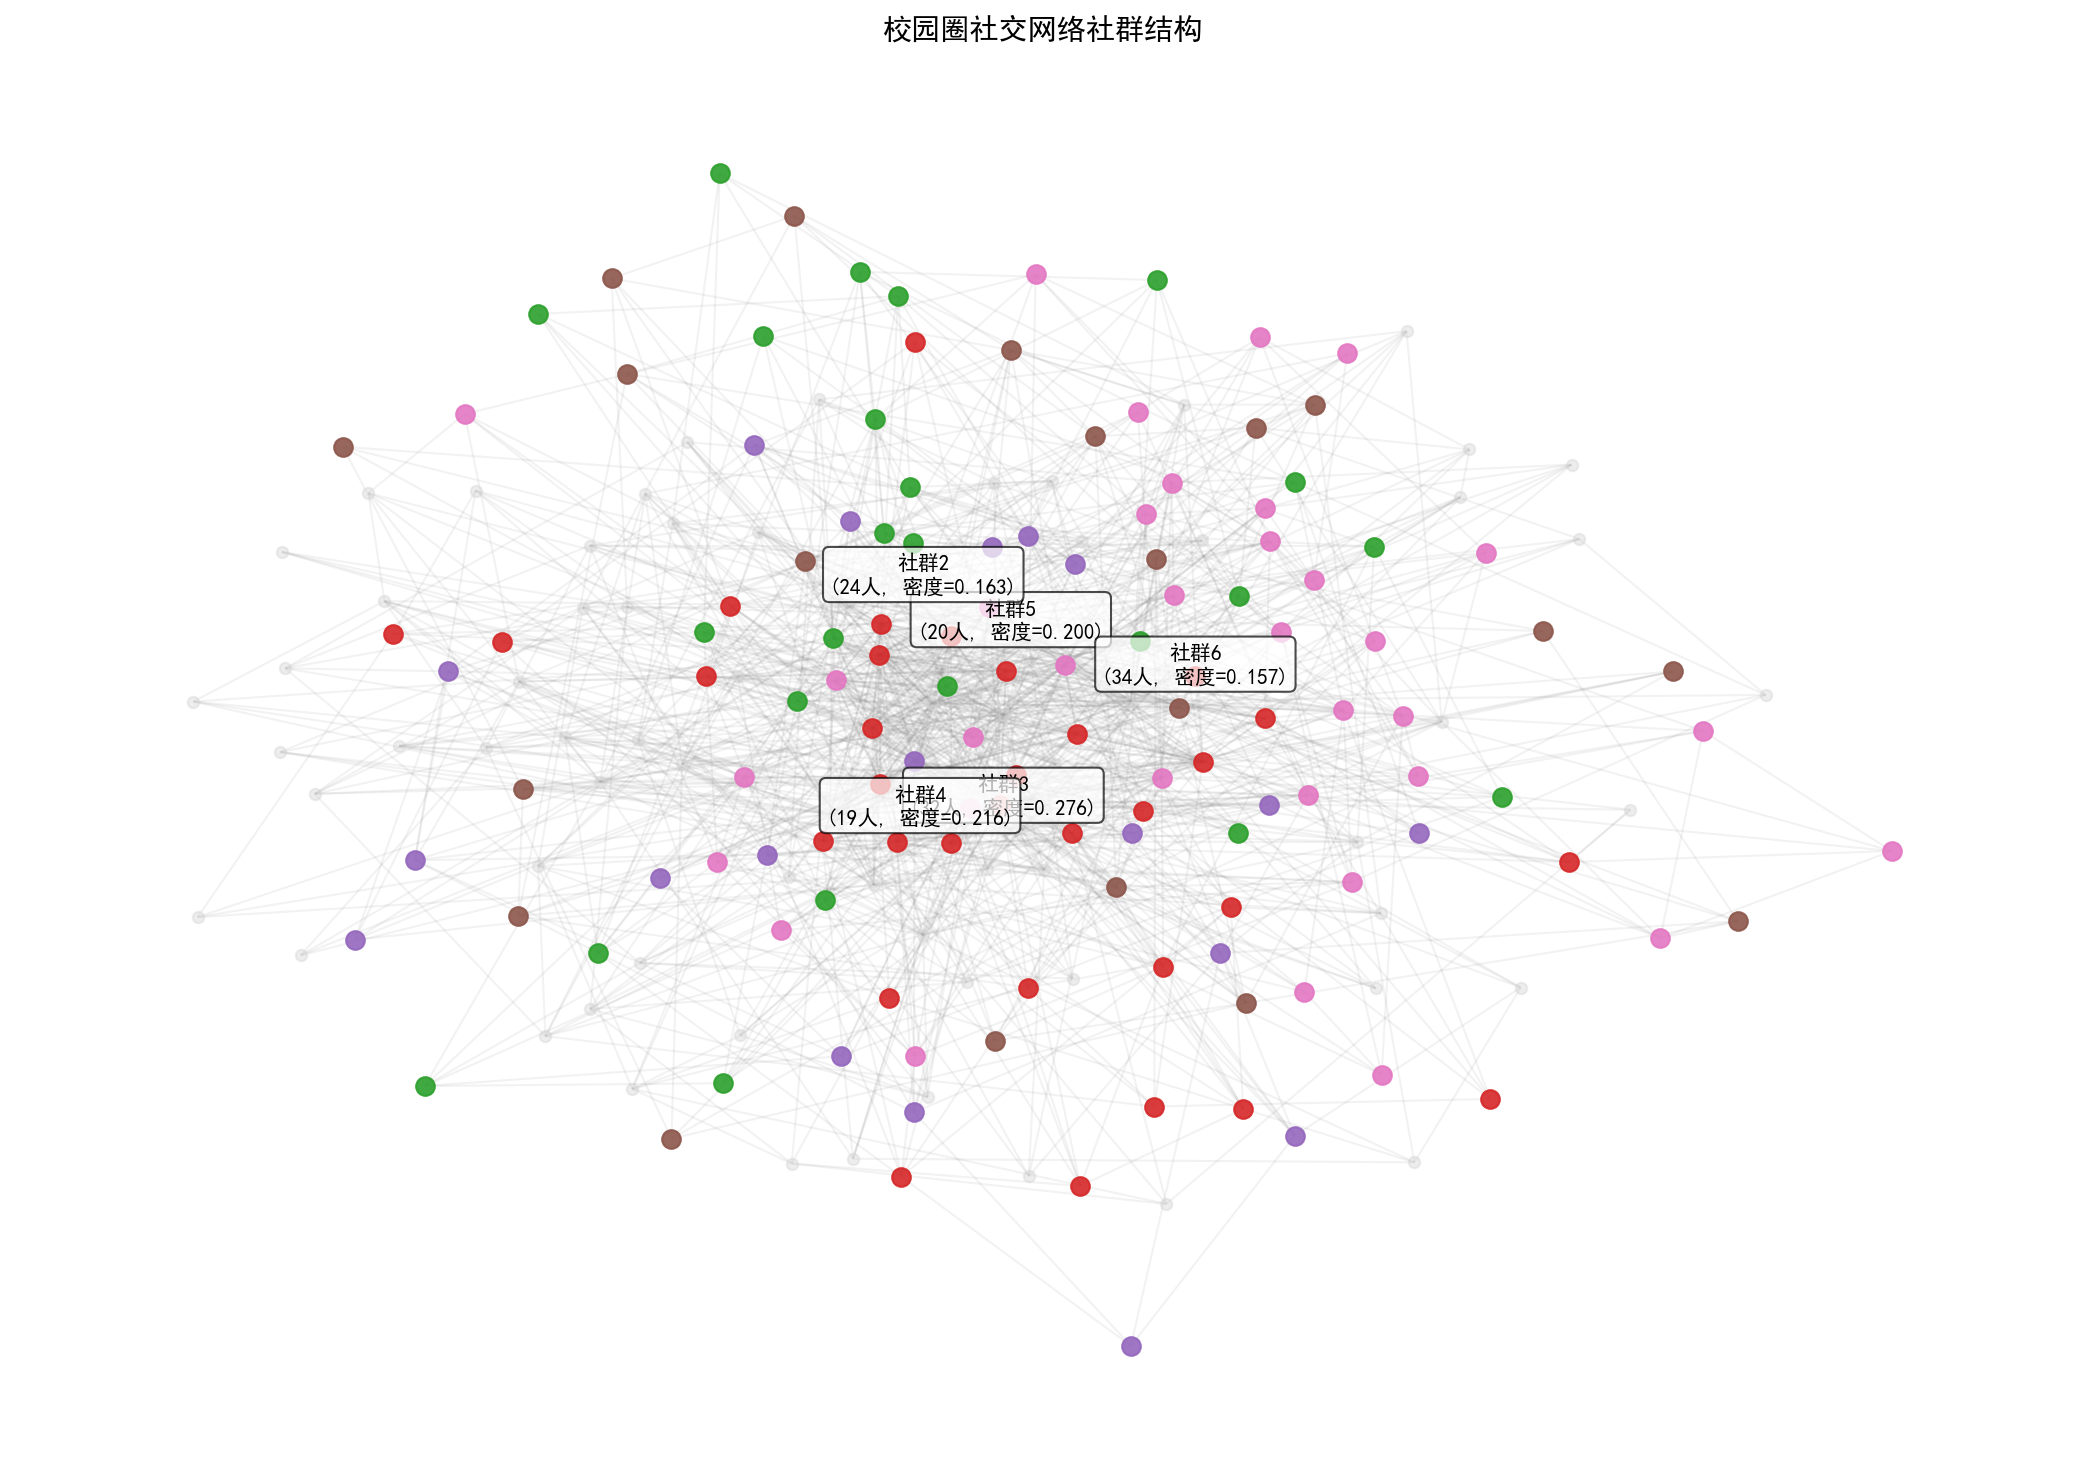 校园圈社交网络社群结构
社群2
(24人, 密度=0.163)
社群5
(20人, 密度=0.200)
社群6
(34人, 密度=0.157)
社群3
密度=0.276)
社群4
(19人, 密度=0.216)